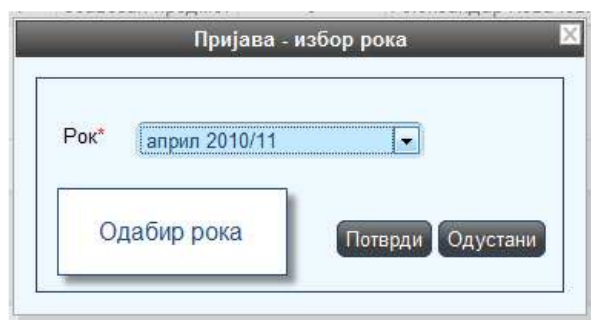 Пријава - избор рока
Рок*
април 2010/11
Одабир рока
Потврди Одустани